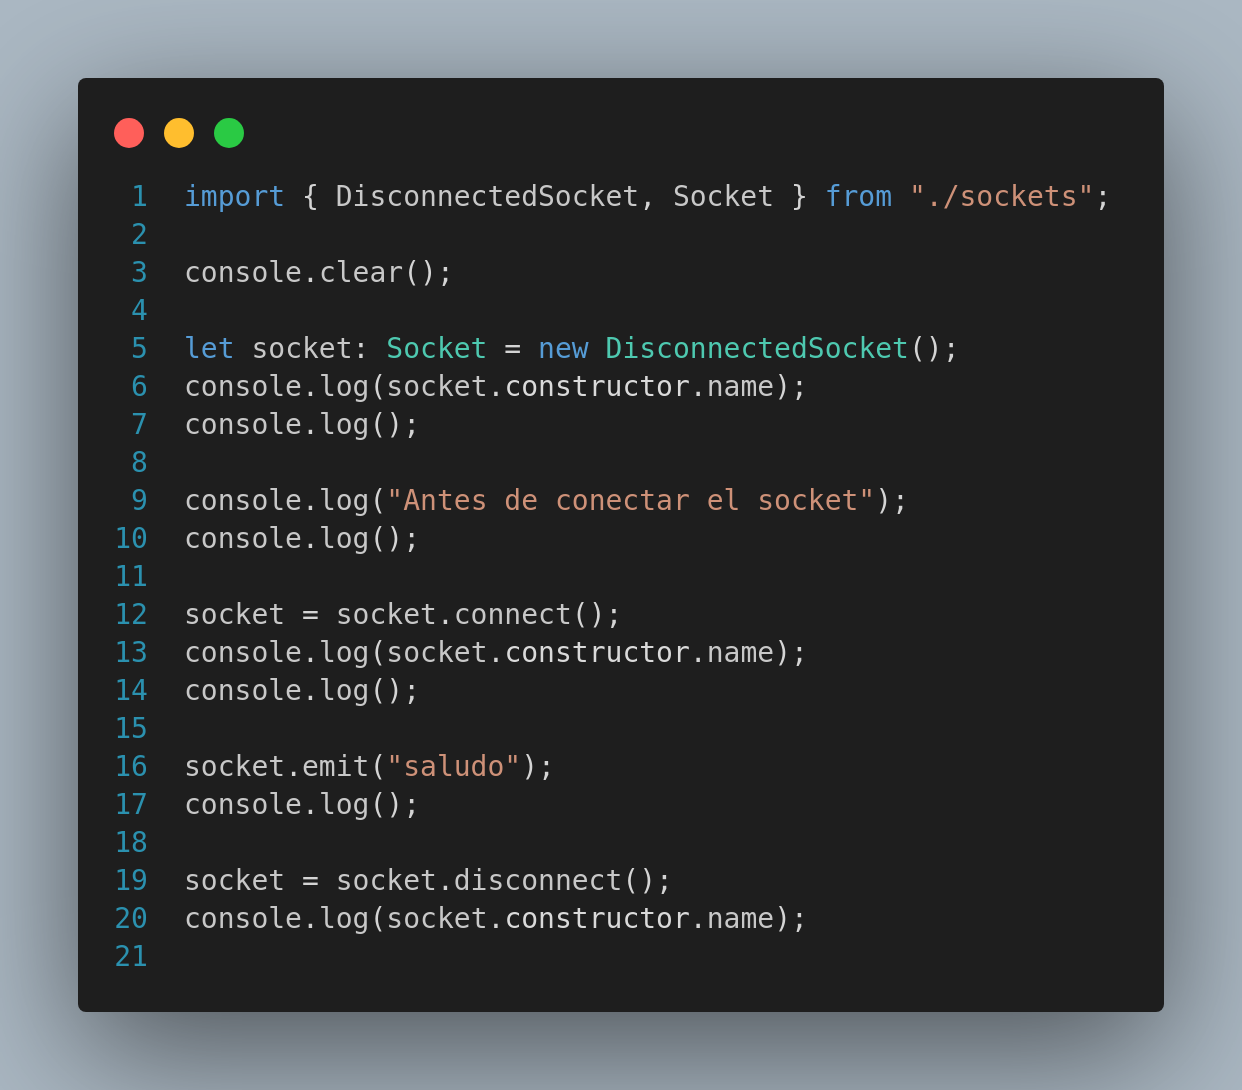 1 import { DisconnectedSocket, Socket } from "./sockets";
2
3 console.clear();
4
5 let socket: Socket = new DisconnectedSocket();
6 console.log(socket.constructor.name);
7 console.log();
8
9 console.log("Antes de conectar el socket");
10 console.log();
11
12 socket = socket.connect();
13 console.log(socket.constructor.name);
14 console.log();
15
16 socket.emit("saludo");
17 console.log();
18
19 socket = socket.disconnect();
20 console.log(socket.constructor.name);
21